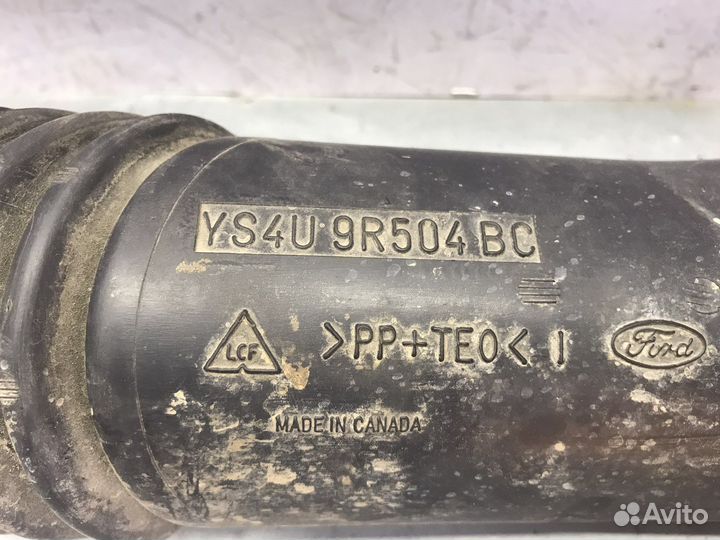 YS4U 9R504 BC
LCF >PP+TEO< I Ford
MADE IN CANADA
Avito